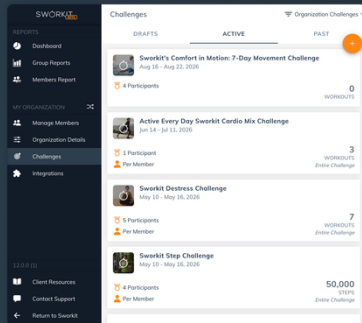 SWORKIT
REPORTS
Dashboard
Group Reports
Members Report
MY ORGANIZATION
Manage Members
Organization Details
Challenges
Integrations
12.0.0 (1)
Client Resources
Contact Support
Return to Sworkit
Challenges
Organization Challenges
DRAFTS
ACTIVE
PAST
+
Sworkit's Comfort in Motion: 7-Day Movement Challenge
Aug 16 - Aug 22, 2026
4 Participants
0
WORKOUTS
Active Every Day Sworkit Cardio Mix Challenge
Jun 14 - Jul 11, 2026
1 Participant
Per Member
3
WORKOUTS
Entire Challenge
Sworkit Destress Challenge
May 10 - May 16, 2026
5 Participants
Per Member
7
WORKOUTS
Entire Challenge
Sworkit Step Challenge
May 10 - May 16, 2026
4 Participants
Per Member
50,000
STEPS
Entire Challenge